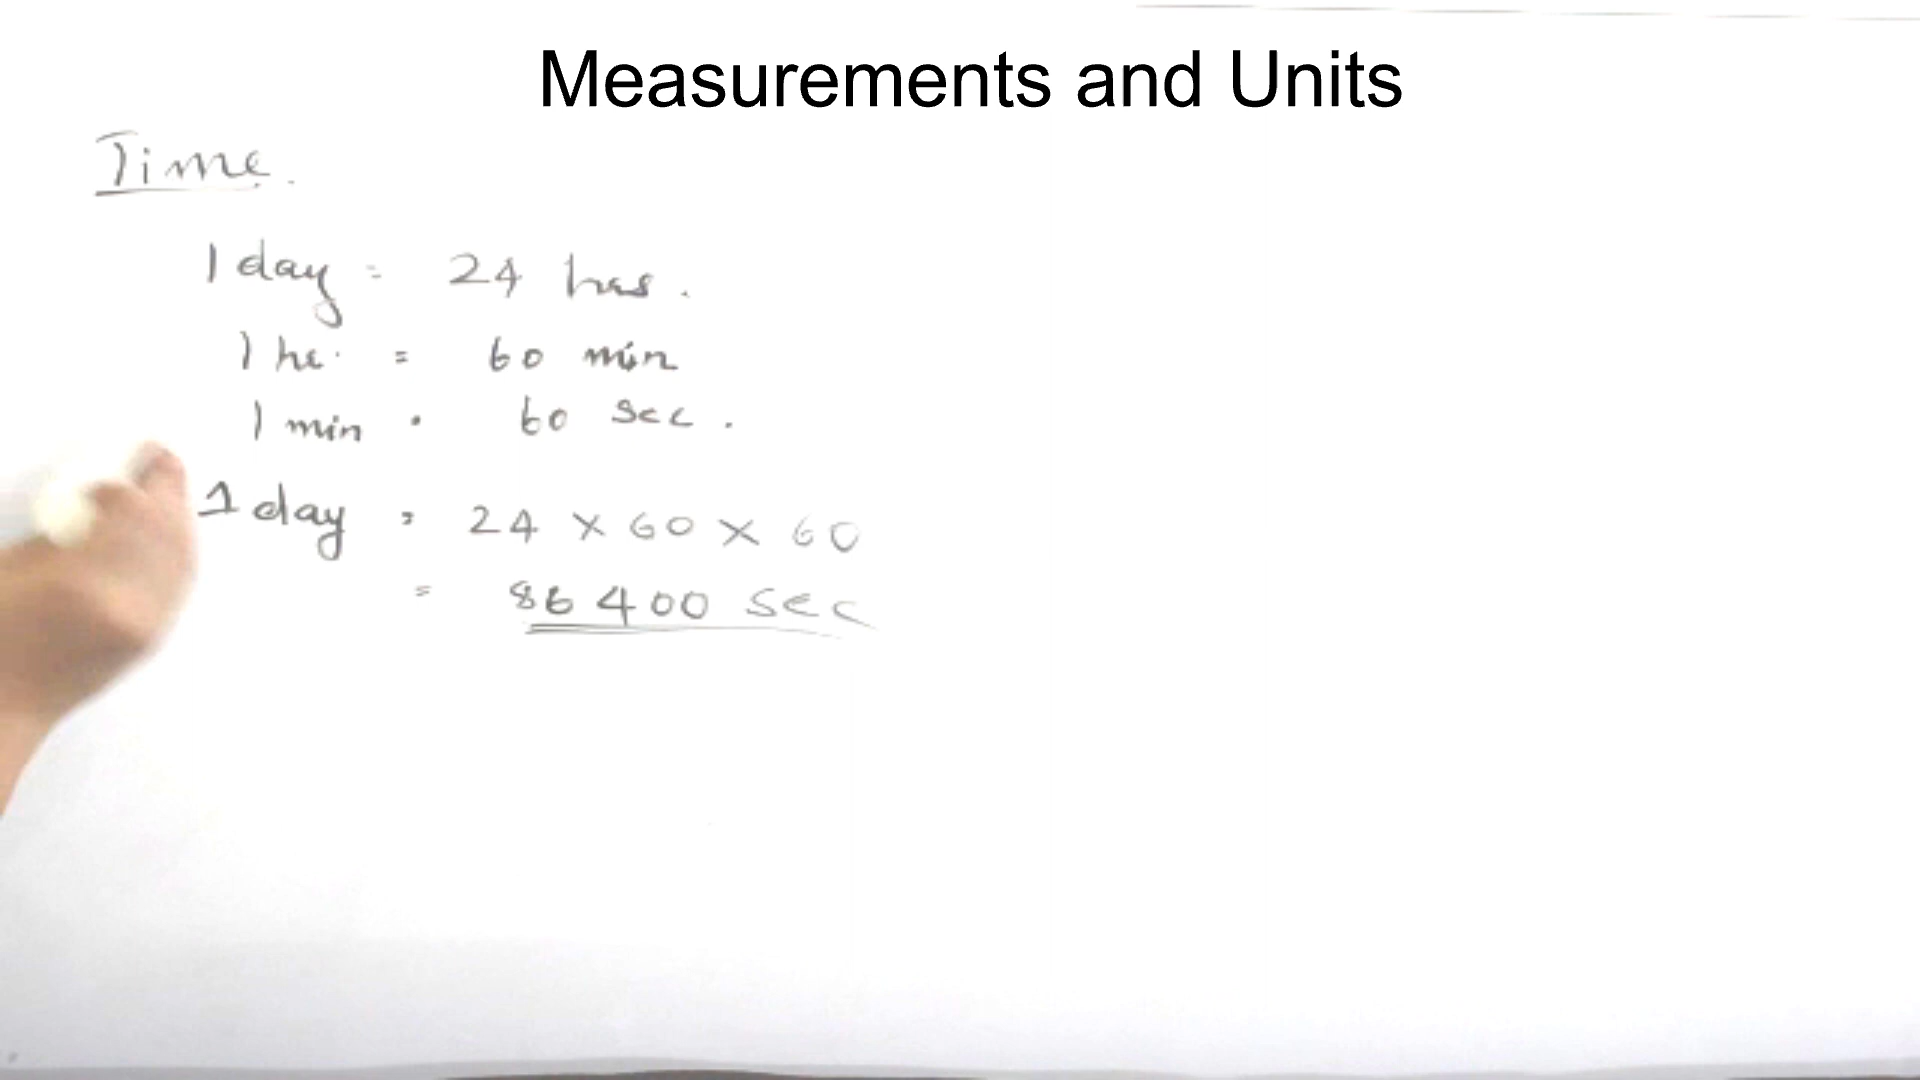 Measurements and Units
Time.
1 day = 24 hrs.
1 hr. = 60 min
1 min = 60 sec.
1 day = 24 × 60 × 60
= 86400 sec